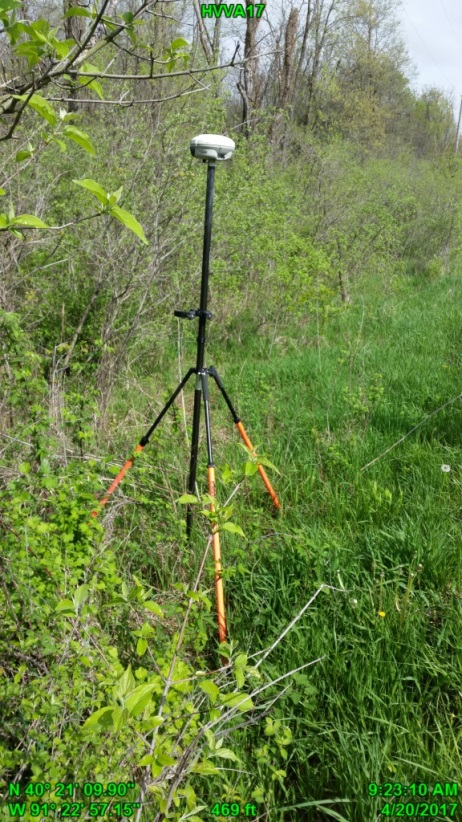 HVVA17
N 40° 21' 09.90" 9:23:10 AM
W 91° 22' 57.15" 469 ft 4/20/2017